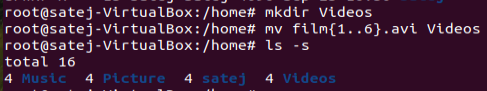 root@satej-VirtualBox:/home# mkdir Videos
root@satej-VirtualBox:/home# mv film{1..6}.avi Videos
root@satej-VirtualBox:/home# ls -s
total 16
4 Music  4 Picture  4 satej  4 Videos